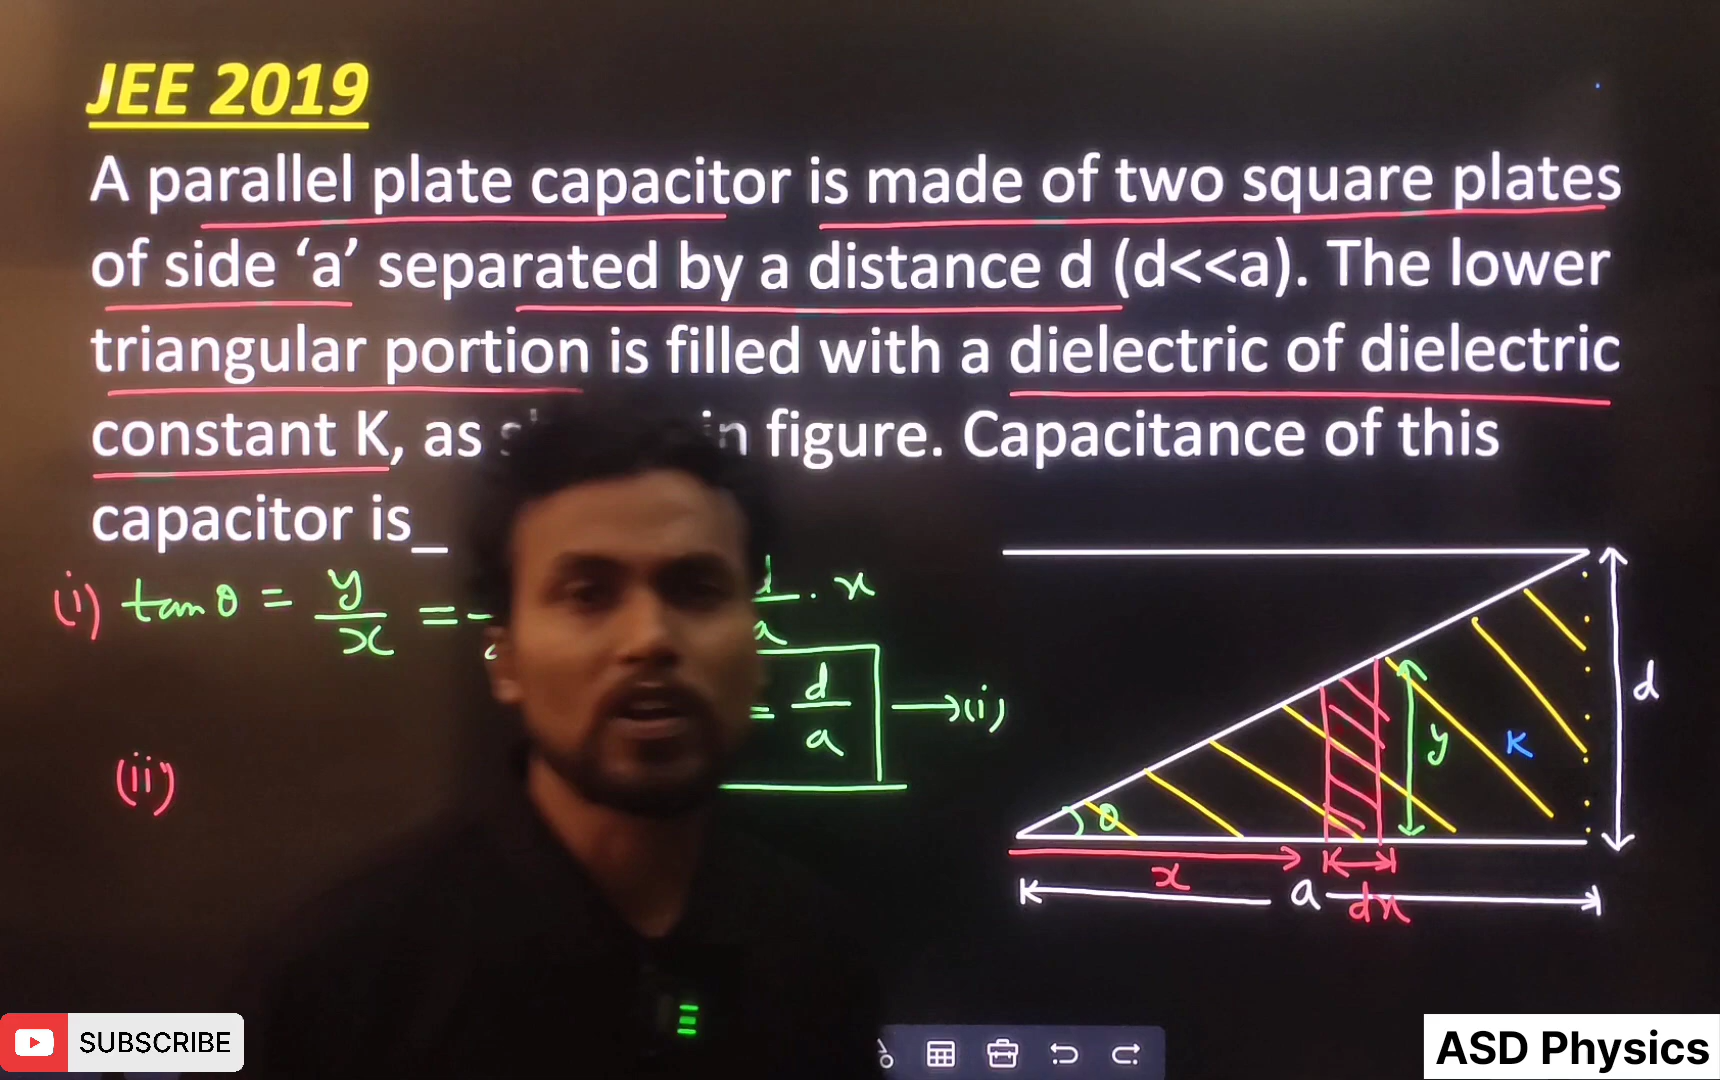 JEE 2019
A parallel plate capacitor is made of two square plates
of side ‘a’ separated by a distance d (d<<a). The lower
triangular portion is filled with a dielectric of dielectric
constant K, as in figure. Capacitance of this
capacitor is_
(i) tan θ = y/x = d/a . x
= d/a →(i)
(ii)
d
y
K
θ
x
a
dx
SUBSCRIBE
ASD Physics